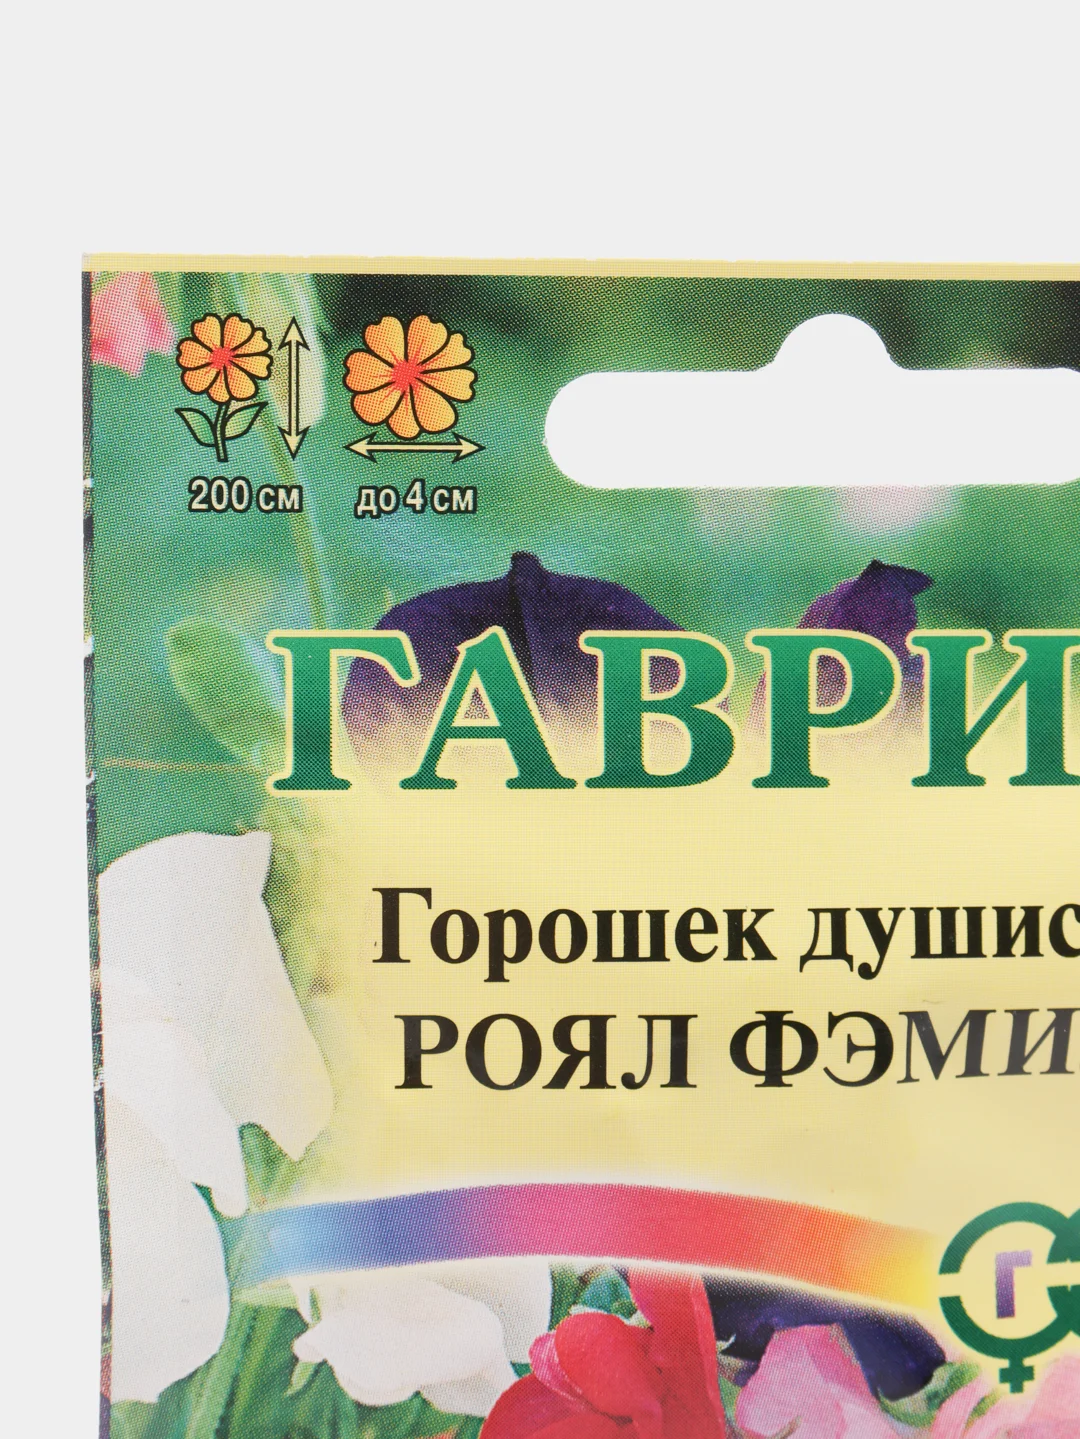 200 см до 4 см
ГАВРИ
Горошек душис
РОЯЛ ФЭМИ
г